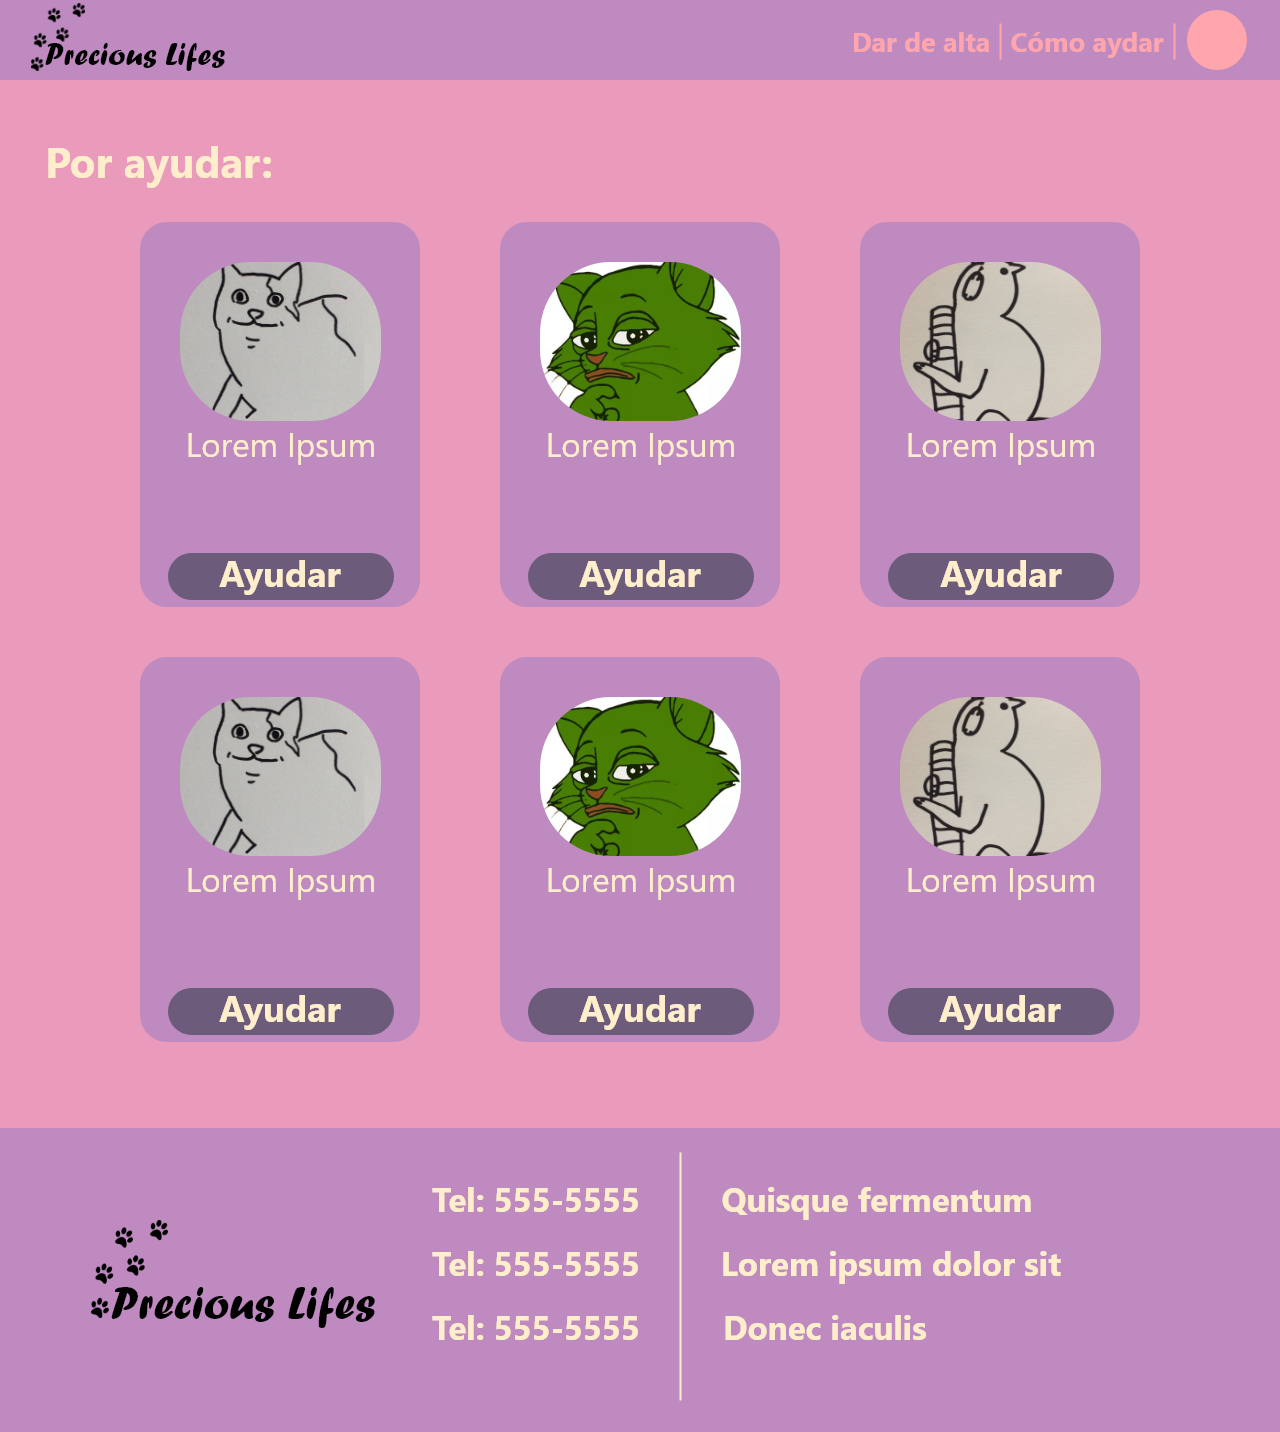 Precious Lifes
Dar de alta
Cómo aydar
Por ayudar:
Lorem Ipsum
Lorem Ipsum
Lorem Ipsum
Ayudar
Ayudar
Ayudar
Lorem Ipsum
Lorem Ipsum
Lorem Ipsum
Ayudar
Ayudar
Ayudar
Precious Lifes
Tel: 555-5555
Tel: 555-5555
Tel: 555-5555
Quisque fermentum
Lorem ipsum dolor sit
Donec iaculis